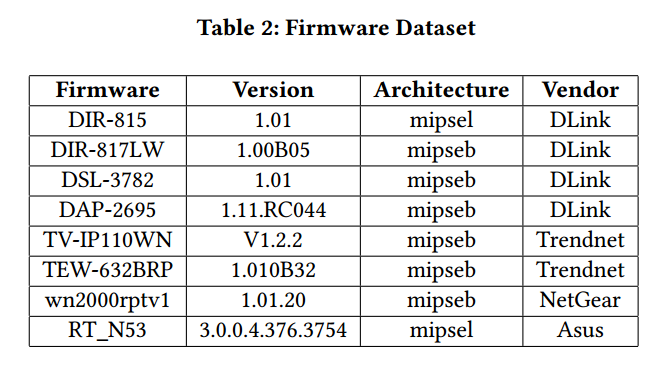 Table 2: Firmware Dataset
Firmware Version Architecture Vendor
DIR-815 1.01 mipsel DLink
DIR-817LW 1.00B05 mipseb DLink
DSL-3782 1.01 mipseb DLink
DAP-2695 1.11.RC044 mipseb DLink
TV-IP110WN V1.2.2 mipseb Trendnet
TEW-632BRP 1.010B32 mipseb Trendnet
wn2000rptv1 1.01.20 mipseb NetGear
RT_N53 3.0.0.4.376.3754 mipsel Asus